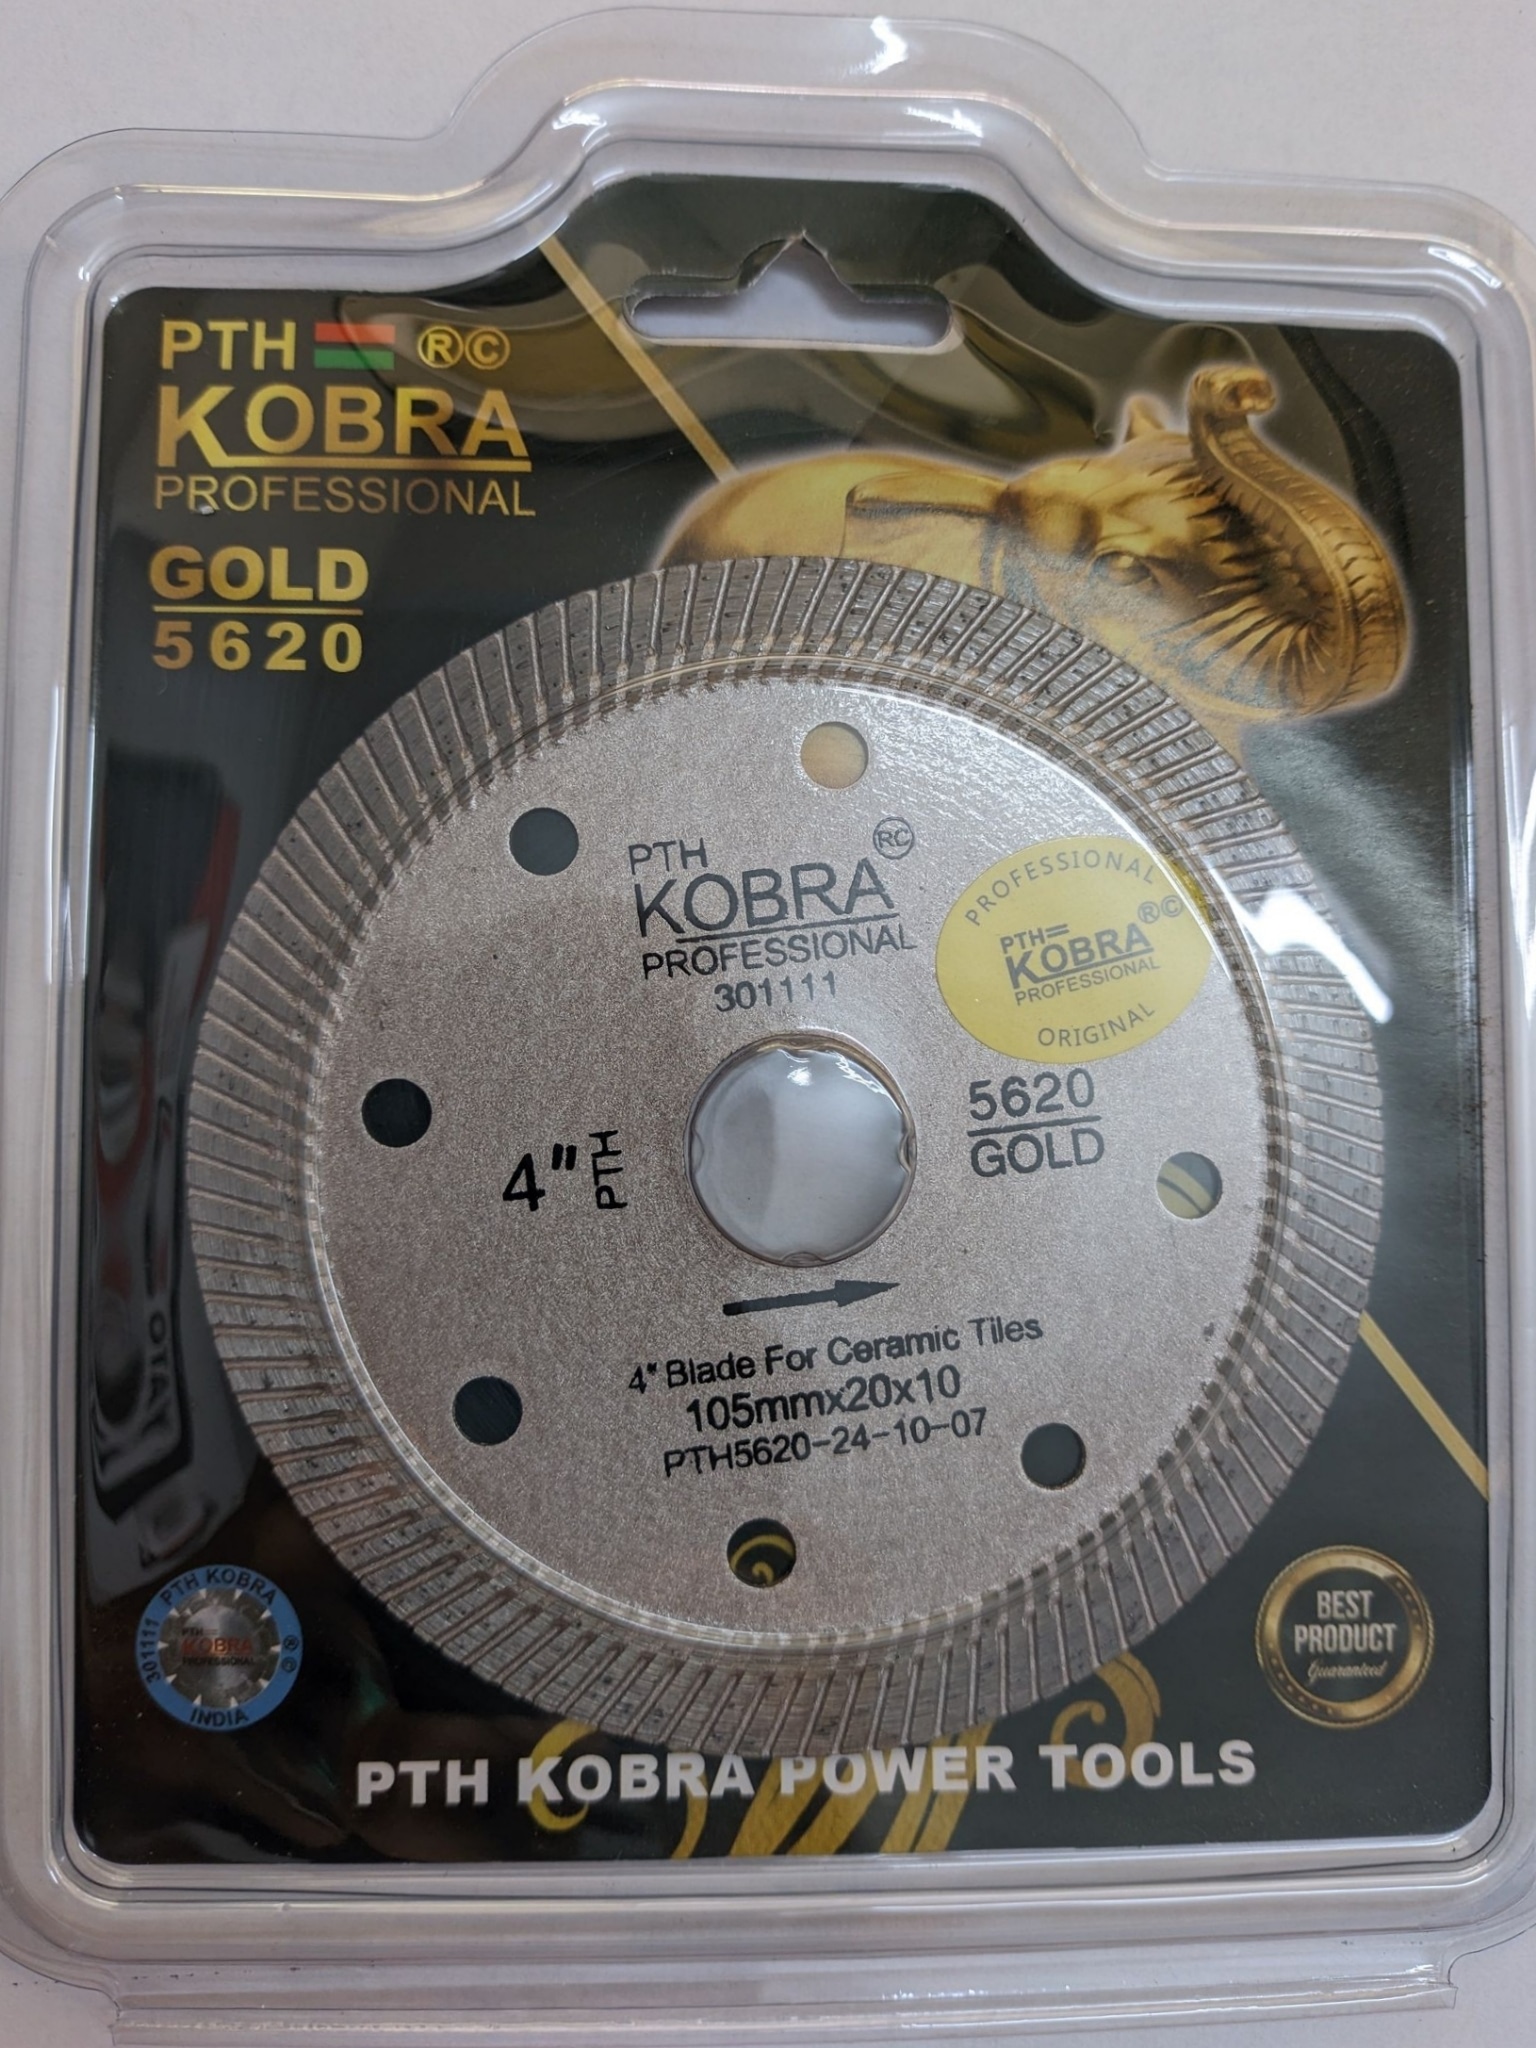 PTH ®©
KOBRA
PROFESSIONAL
GOLD
5620
PTH RC
KOBRA
PROFESSIONAL
301111
PROFESSIONAL
PTH ®©
KOBRA
PROFESSIONAL
ORIGINAL
4" PTH
5620
GOLD
4" Blade For Ceramic Tiles
105mmx20x10
PTH5620-24-10-07
PTH KOBRA
301111
PTH
KOBRA
PROFESSIONAL
INDIA
BEST
PRODUCT
Guaranteed
PTH KOBRA POWER TOOLS